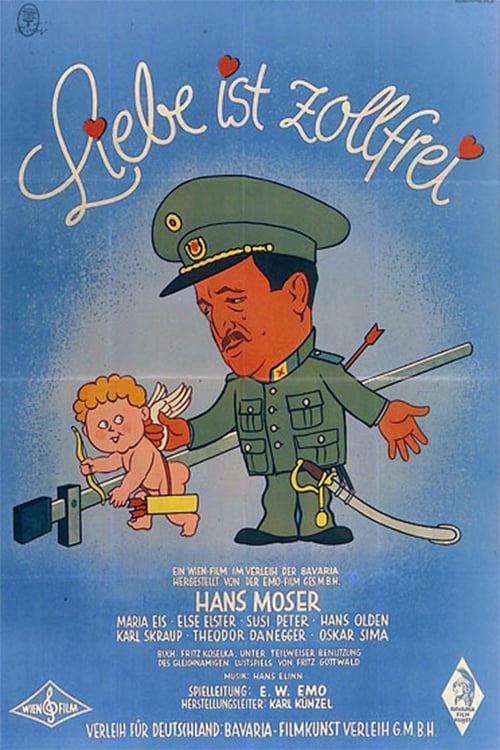 Liebe ist zollfrei
EIN WIEN-FILM IM VERLEIH DER BAVARIA
HERGESTELLT VON DER EMO-FILM GES.M.B.H.
HANS MOSER
MARIA EIS · ELSE ELSTER · SUSI PETER · HANS OLDEN
KARL SKRAUP · THEODOR DANEGGER · OSKAR SIMA
BUCH: FRITZ KOSELKA, UNTER TEILWEISER BENUTZUNG
DES GLEICHNAMIGEN LUSTSPIELS VON FRITZ GOTTWALD
MUSIK: HANS ELINN
SPIELLEITUNG: E. W. EMO
HERSTELLUNGSLEITER: KARL KÜNZEL
WIEN FILM
BAVARIA
FILM
KUNST
VERLEIH FÜR DEUTSCHLAND: BAVARIA-FILMKUNST VERLEIH G.M.B.H.